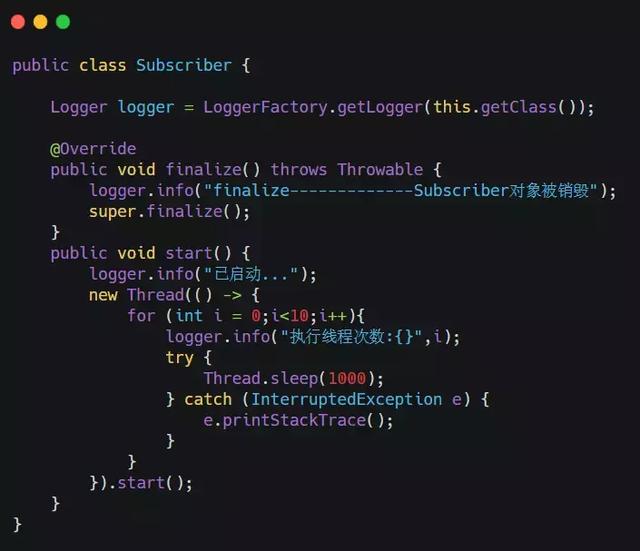 public class Subscriber {
Logger logger = LoggerFactory.getLogger(this.getClass());
@Override
public void finalize() throws Throwable {
logger.info("finalize-------------Subscriber对象被销毁");
super.finalize();
}
public void start() {
logger.info("已启动...");
new Thread(() -> {
for (int i = 0;i<10;i++){
logger.info("执行线程次数:{}",i);
try {
Thread.sleep(1000);
} catch (InterruptedException e) {
e.printStackTrace();
}
}
}).start();
}
}